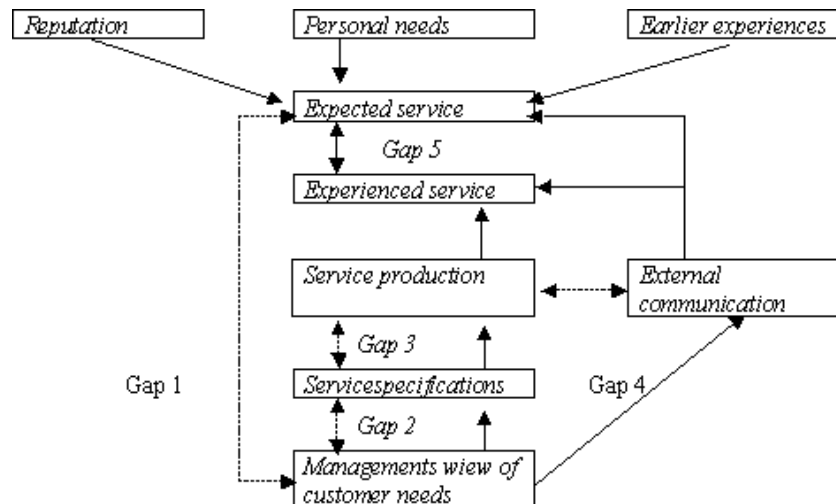 Reputation
Personal needs
Earlier experiences
Expected service
Gap 5
Experienced service
Service production
External
communication
Gap 3
Gap 1
Servicespecifications
Gap 4
Gap 2
Managements wiew of
customer needs